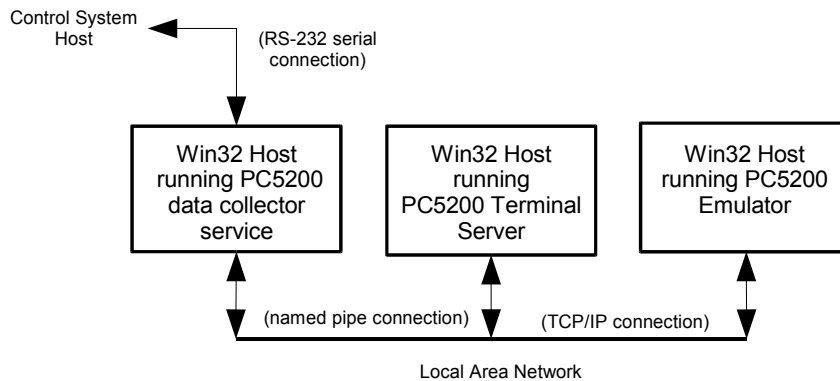 Control System
Host
(RS-232 serial
connection)
Win32 Host
running PC5200
data collector
service
Win32 Host
running
PC5200 Terminal
Server
Win32 Host
running PC5200
Emulator
(named pipe connection)
(TCP/IP connection)
Local Area Network